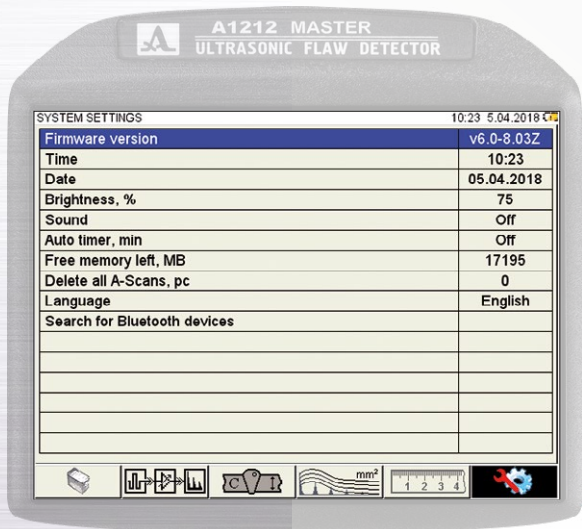 A1212 MASTER
ULTRASONIC FLAW DETECTOR
SYSTEM SETTINGS 10:23 5.04.2018
Firmware version v6.0-8.03Z
Time 10:23
Date 05.04.2018
Brightness, % 75
Sound Off
Auto timer, min Off
Free memory left, MB 17195
Delete all A-Scans, pc 0
Language English
Search for Bluetooth devices
C I mm² 1 2 3 4